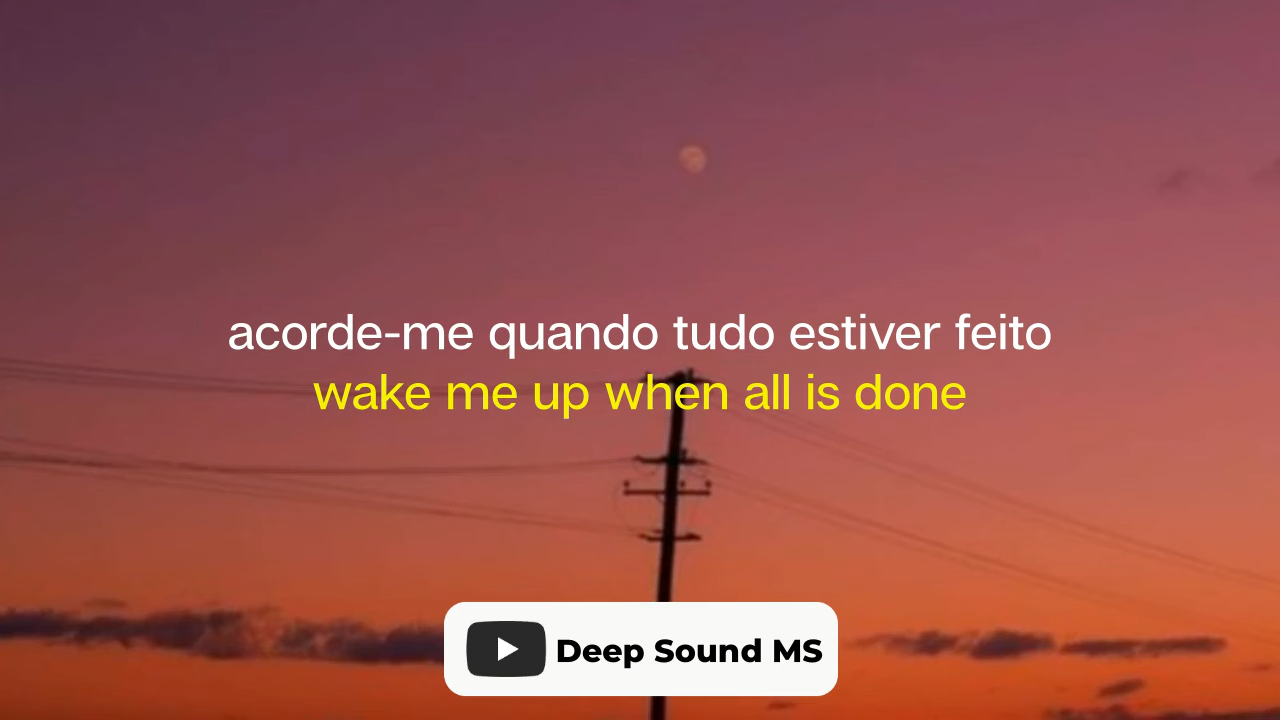 acorde-me quando tudo estiver feito
wake me up when all is done
Deep Sound MS